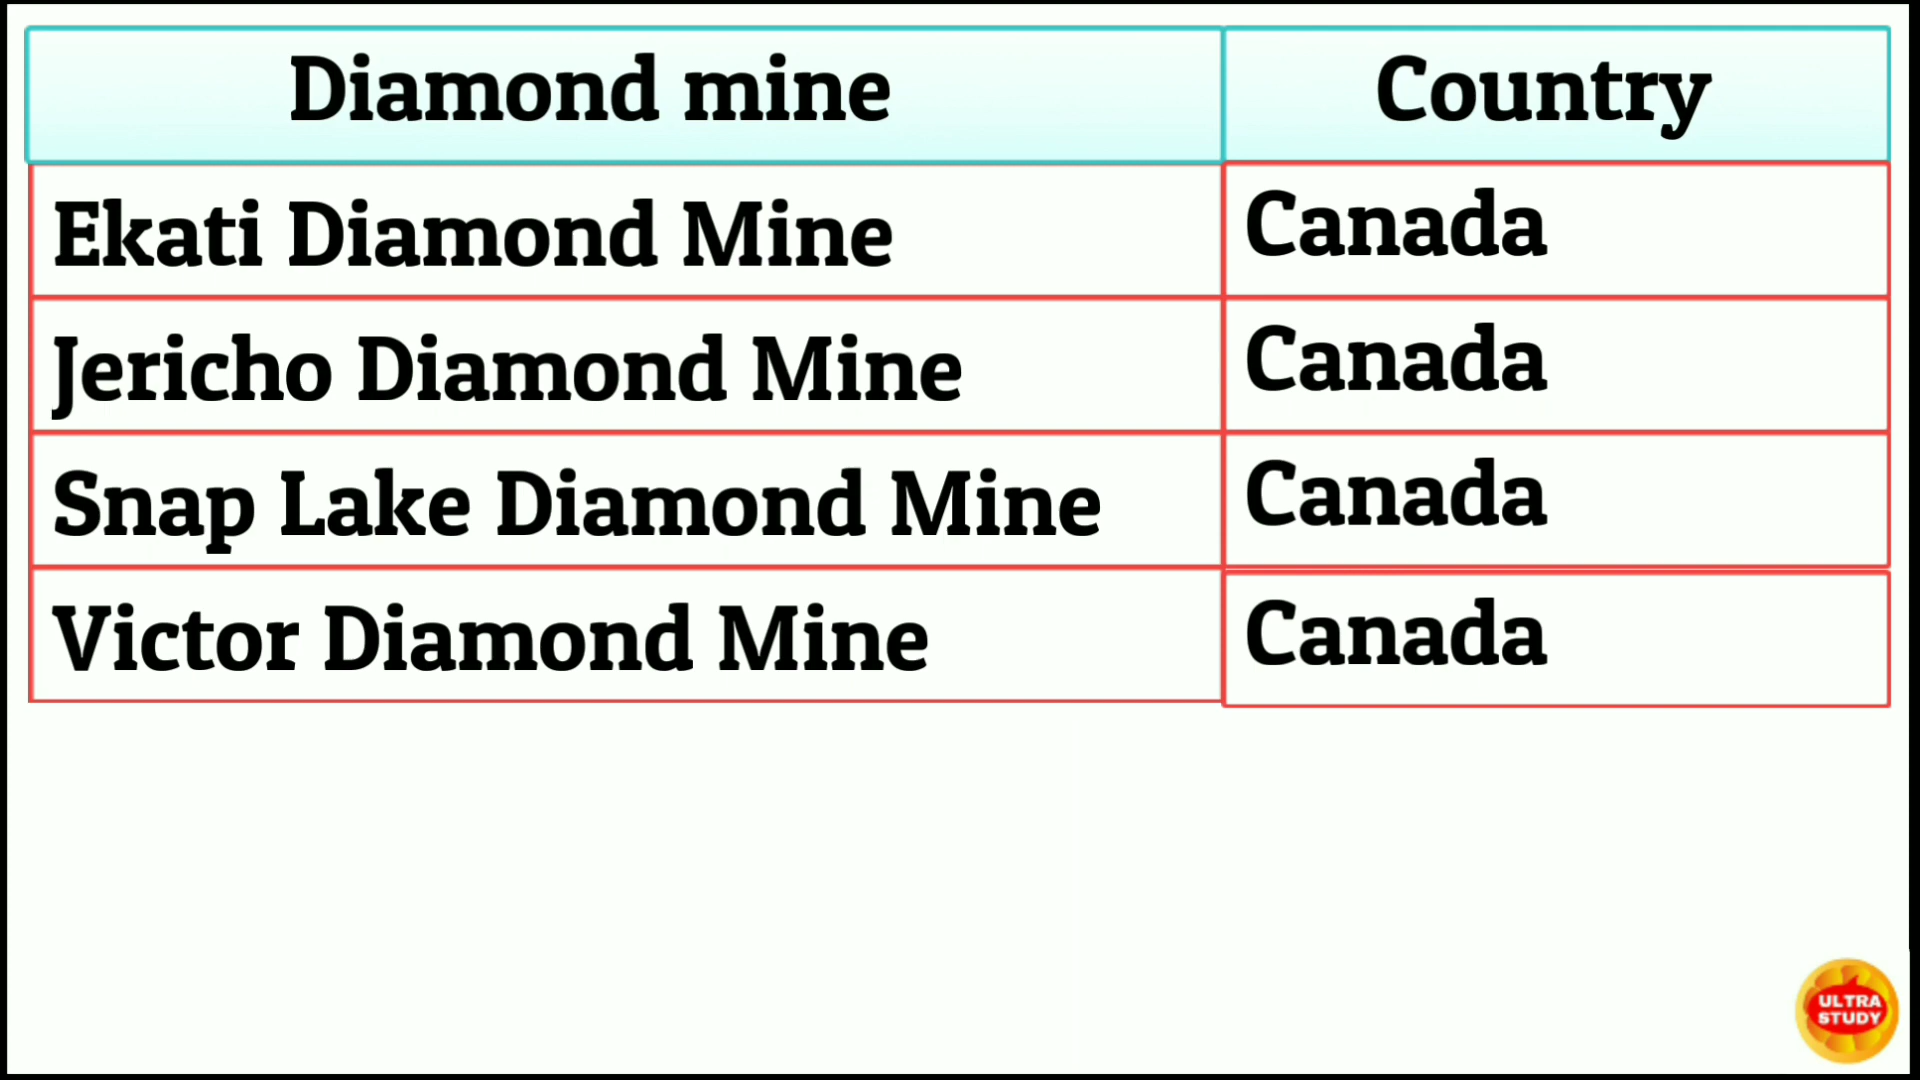 Diamond mine Country
Ekati Diamond Mine Canada
Jericho Diamond Mine Canada
Snap Lake Diamond Mine Canada
Victor Diamond Mine Canada
ULTRA
STUDY